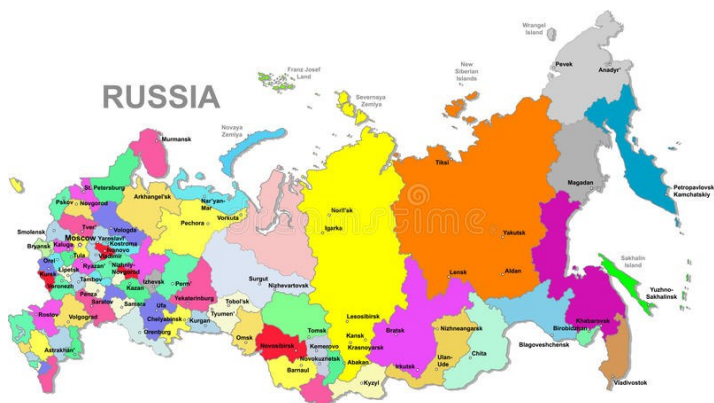 Wrangel
Island
Pevek
Anadyr'
Franz Josef
Land
New
Siberian
Islands
Severnaya
Zemlya
RUSSIA
Novaya
Zemlya
Murmansk
Tiksi
St. Petersburg
Magadan
Petropavlovsk
Kamchatskiy
Arkhangel'sk
Nar'yan-
Mar
Pskov
Novgorod
Noril'sk
Vorkuta
Pechora
Igarka
dreamstime
Yakutsk
Smolensk
Tver'
Vologda
Moscow
Yaroslavl'
Kostroma
Ivanovo
Bryansk
Kaluga
Vladimir
Tula
Orel
Ryazan'
Nizhniy-
Novgorod
Lipetsk
Kursk
Tambov
Voronezh
Kazan
Izhevsk
Perm'
Penza
Saratov
Samara
Ufa
Yekaterinburg
Surgut
Nizhnevartovsk
Lensk
Aldan
Sakhalin
Island
Yuzhno-
Sakhalinsk
Rostov
Volgograd
Chelyabinsk
Kurgan
Orenburg
Tobol'sk
Tyumen'
Astrakhan'
Omsk
Tomsk
Novosibirsk
Kemerovo
Novokuznetsk
Barnaul
Lesosibirsk
Kansk
Krasnoyarsk
Abakan
Kyzyl
Bratsk
Irkutsk
Nizhneangarsk
Ulan-
Ude
Chita
Khabarovsk
Birobidzhan
Blagoveshchensk
Vladivostok